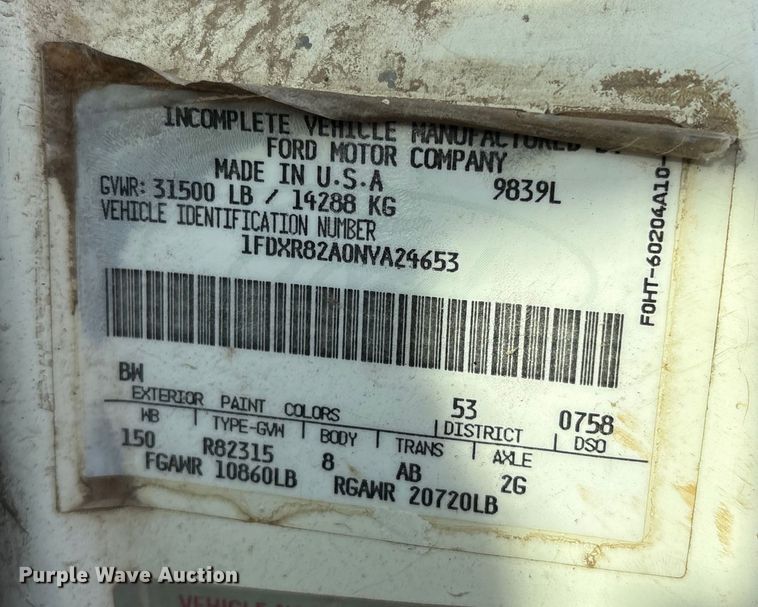 INCOMPLETE VEHICLE MANUFACTURED
FORD MOTOR COMPANY
MADE IN U.S.A
9839L
GVWR: 31500 LB / 14288 KG
VEHICLE IDENTIFICATION NUMBER
1FDXR82A0NVA24653
F0HT-60204A10-
BW
53
0758
EXTERIOR PAINT COLORS
DISTRICT
DSO
WB
TYPE-GVW
BODY
TRANS
AXLE
150
R82315
8
AB
2G
FGAWR 10860LB
RGAWR 20720LB
Purple Wave Auction